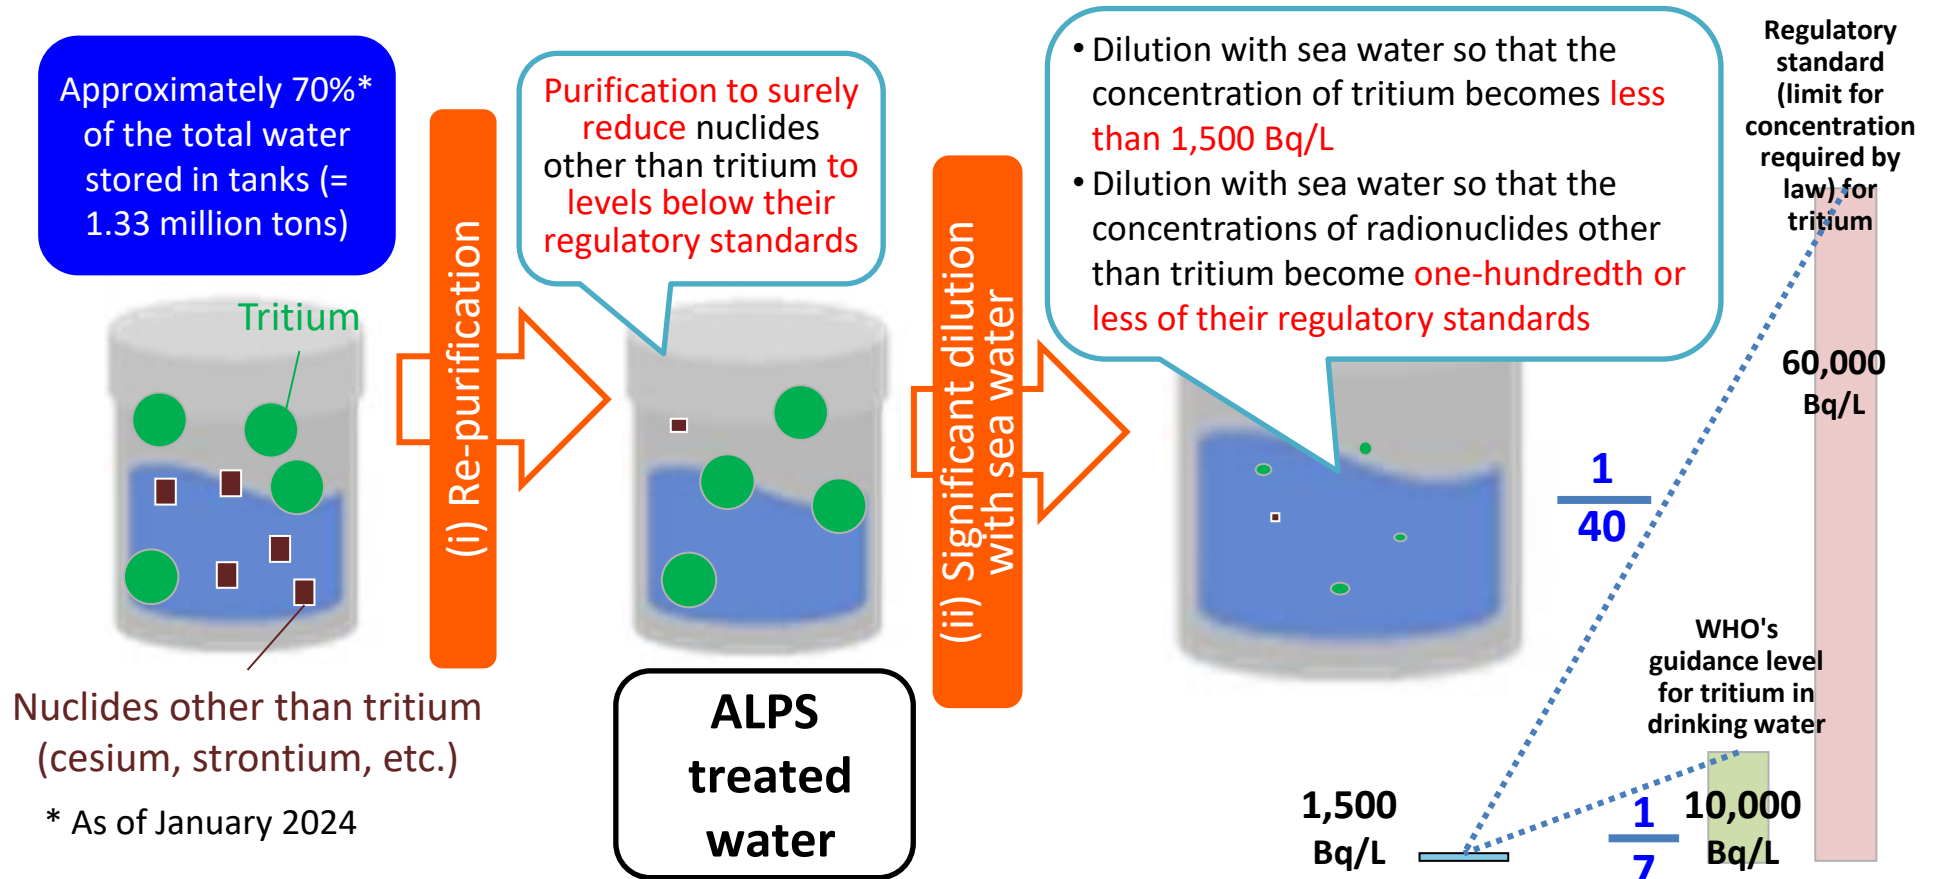 Approximately 70%*
of the total water
stored in tanks (=
1.33 million tons)
Tritium
Nuclides other than tritium
(cesium, strontium, etc.)
* As of January 2024
(i) Re-purification
Purification to surely
reduce nuclides
other than tritium to
levels below their
regulatory standards
ALPS
treated
water
(ii) Significant dilution
with sea water
• Dilution with sea water so that the
concentration of tritium becomes less
than 1,500 Bq/L
• Dilution with sea water so that the
concentrations of radionuclides other
than tritium become one-hundredth or
less of their regulatory standards
Regulatory
standard
(limit for
concentration
required by
law) for
tritium
60,000
Bq/L
1
40
WHO's
guidance level
for tritium in
drinking water
1,500
Bq/L
1
7
10,000
Bq/L